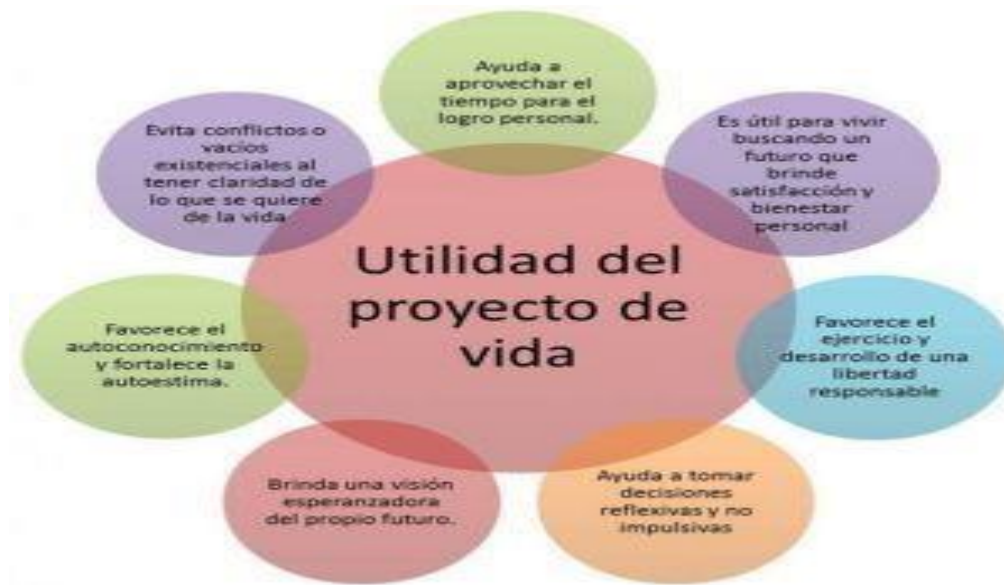 Ayuda a
aprovechar el
tiempo para el
logro personal.
Es útil para vivir
buscando un
futuro que
brinde
satisfacción y
bienestar
personal
Favorece el
ejercicio y
desarrollo de una
libertad
responsable
Ayuda a tomar
decisiones
reflexivas y no
impulsivas
Brinda una visión
esperanzadora
del propio futuro.
Favorece el
autoconocimiento
y fortalece la
autoestima.
Evita conflictos o
vacíos
existenciales al
tener claridad de
lo que se quiere
de la vida
Utilidad del
proyecto de
vida